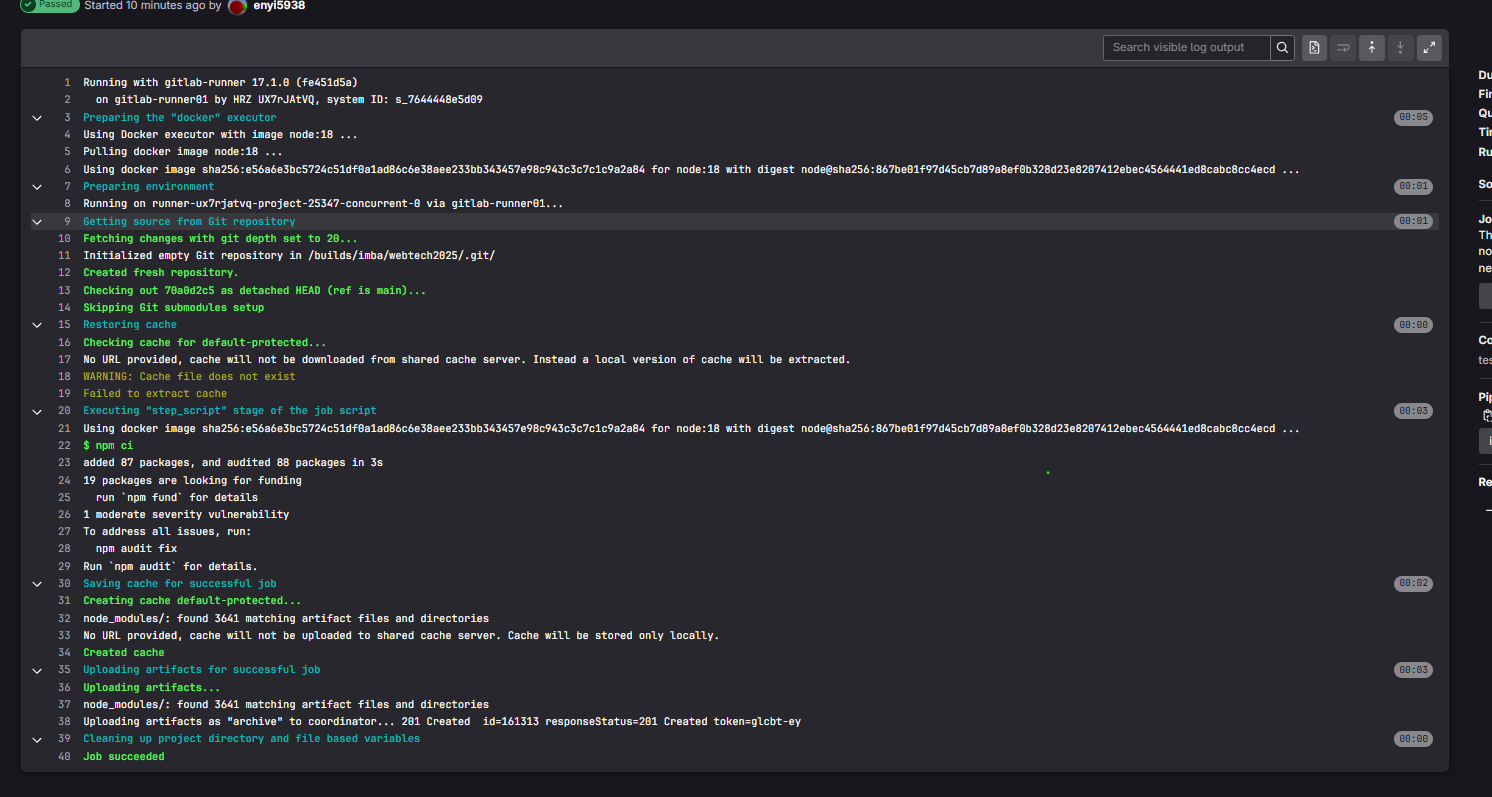 Passed Started 10 minutes ago by enyi5938
Search visible log output
1 Running with gitlab-runner 17.1.0 (fe451d5a)
2 on gitlab-runner01 by HRZ UX7rJAtVQ, system ID: s_7644448e5d09
3 Preparing the "docker" executor 00:05
4 Using Docker executor with image node:18 ...
5 Pulling docker image node:18 ...
6 Using docker image sha256:e56a6e3bc5724c51df0a1ad86c6e38aee233bb343457e98c943c3c7c1c9a2a84 for node:18 with digest node@sha256:867be01f97d45cb7d89a8ef0b328d23e8207412ebec4564441ed8cabc8cc4ecd ...
7 Preparing environment 00:01
8 Running on runner-ux7rjatvq-project-25347-concurrent-0 via gitlab-runner01...
9 Getting source from Git repository 00:01
10 Fetching changes with git depth set to 20...
11 Initialized empty Git repository in /builds/imba/webtech2025/.git/
12 Created fresh repository.
13 Checking out 70a0d2c5 as detached HEAD (ref is main)...
14 Skipping Git submodules setup
15 Restoring cache 00:00
16 Checking cache for default-protected...
17 No URL provided, cache will not be downloaded from shared cache server. Instead a local version of cache will be extracted.
18 WARNING: Cache file does not exist
19 Failed to extract cache
20 Executing "step_script" stage of the job script 00:03
21 Using docker image sha256:e56a6e3bc5724c51df0a1ad86c6e38aee233bb343457e98c943c3c7c1c9a2a84 for node:18 with digest node@sha256:867be01f97d45cb7d89a8ef0b328d23e8207412ebec4564441ed8cabc8cc4ecd ...
22 $ npm ci
23 added 87 packages, and audited 88 packages in 3s
24 19 packages are looking for funding
25 run `npm fund` for details
26 1 moderate severity vulnerability
27 To address all issues, run:
28 npm audit fix
29 Run `npm audit` for details.
30 Saving cache for successful job 00:02
31 Creating cache default-protected...
32 node_modules/: found 3641 matching artifact files and directories
33 No URL provided, cache will not be uploaded to shared cache server. Cache will be stored only locally.
34 Created cache
35 Uploading artifacts for successful job 00:03
36 Uploading artifacts...
37 node_modules/: found 3641 matching artifact files and directories
38 Uploading artifacts as "archive" to coordinator... 201 Created id=161313 responseStatus=201 Created token=glcbt-ey
39 Cleaning up project directory and file based variables 00:00
40 Job succeeded